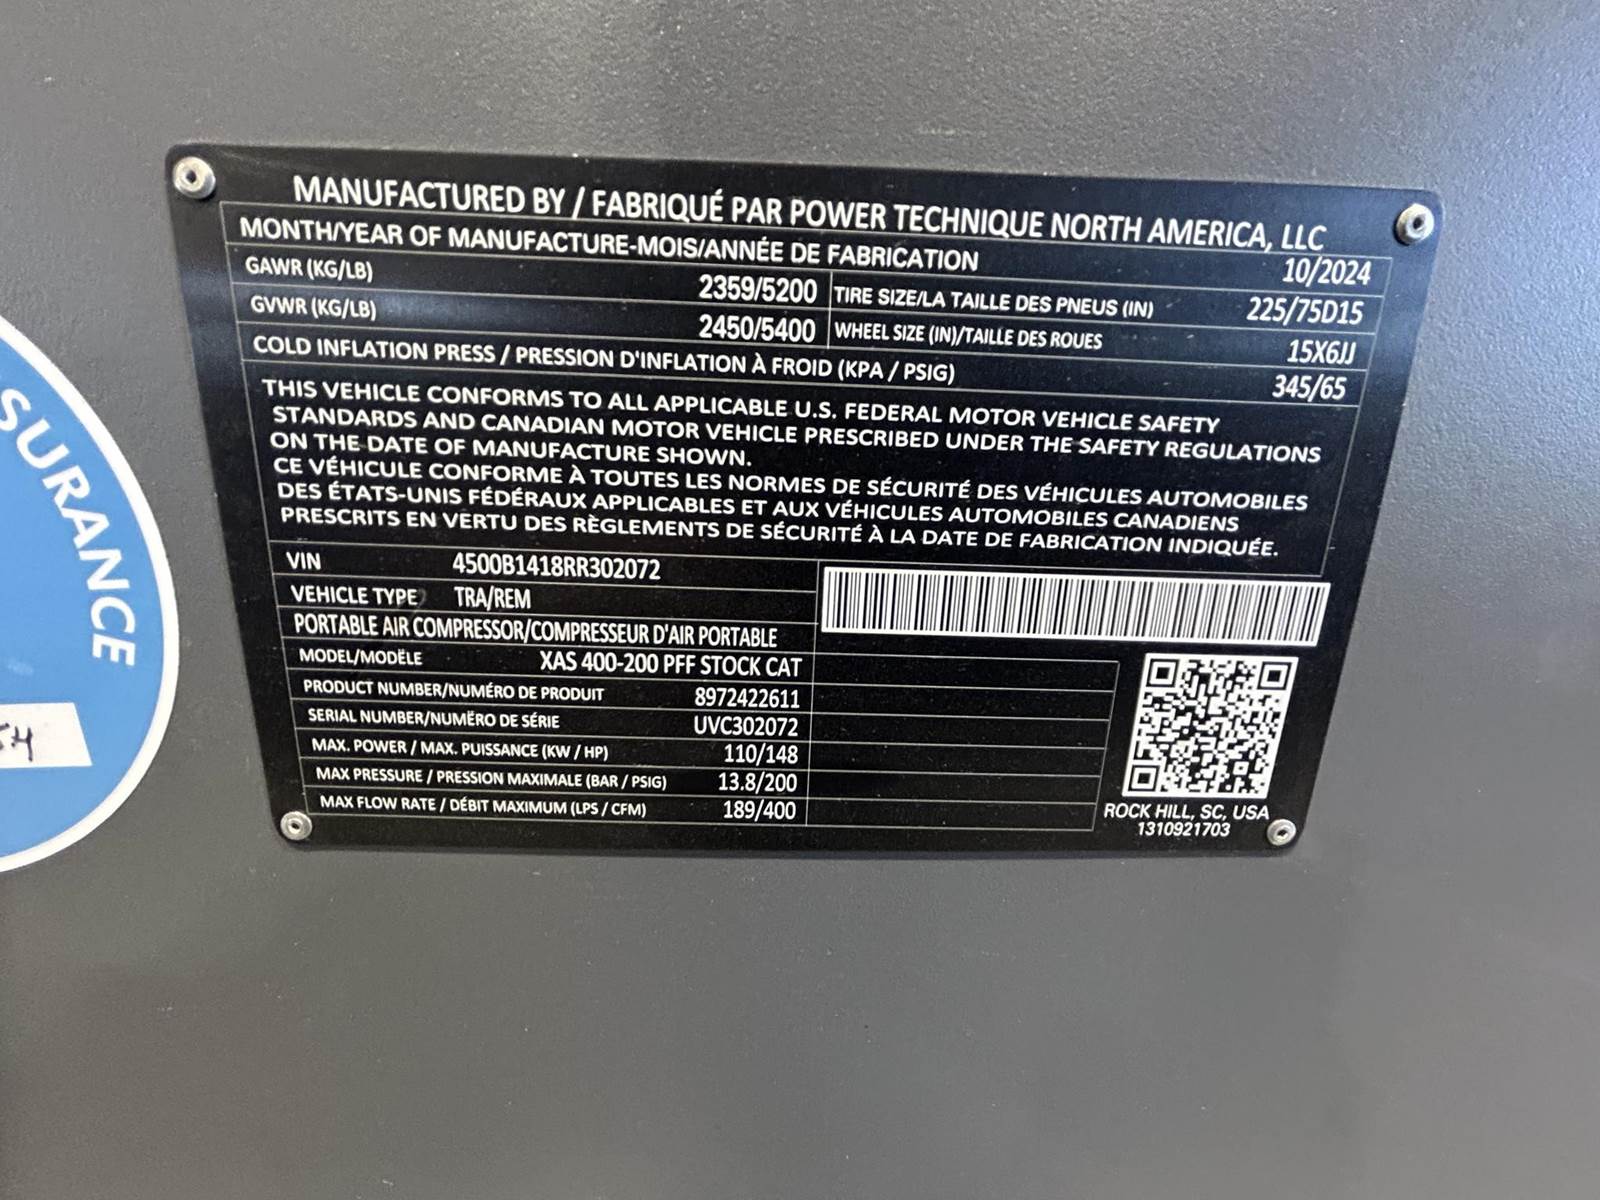 MANUFACTURED BY / FABRIQUÉ PAR POWER TECHNIQUE NORTH AMERICA, LLC
MONTH/YEAR OF MANUFACTURE-MOIS/ANNÉE DE FABRICATION 10/2024
GAWR (KG/LB) 2359/5200 TIRE SIZE/LA TAILLE DES PNEUS (IN) 225/75D15
GVWR (KG/LB) 2450/5400 WHEEL SIZE (IN)/TAILLE DES ROUES 15X6JJ
COLD INFLATION PRESS / PRESSION D'INFLATION À FROID (KPA / PSIG) 345/65
THIS VEHICLE CONFORMS TO ALL APPLICABLE U.S. FEDERAL MOTOR VEHICLE SAFETY
STANDARDS AND CANADIAN MOTOR VEHICLE PRESCRIBED UNDER THE SAFETY REGULATIONS
ON THE DATE OF MANUFACTURE SHOWN.
CE VÉHICULE CONFORME À TOUTES LES NORMES DE SÉCURITÉ DES VÉHICULES AUTOMOBILES
DES ÉTATS-UNIS FÉDÉRAUX APPLICABLES ET AUX VÉHICULES AUTOMOBILES CANADIENS
PRESCRITS EN VERTU DES RÈGLEMENTS DE SÉCURITÉ À LA DATE DE FABRICATION INDIQUÉE.
VIN 4500B1418RR302072
VEHICLE TYPE TRA/REM
PORTABLE AIR COMPRESSOR/COMPRESSEUR D'AIR PORTABLE
MODEL/MODËLE XAS 400-200 PFF STOCK CAT
PRODUCT NUMBER/NUMÉRO DE PRODUIT 8972422611
SERIAL NUMBER/NUMËRO DE SÉRIE UVC302072
MAX. POWER / MAX. PUISSANCE (KW / HP) 110/148
MAX PRESSURE / PRESSION MAXIMALE (BAR / PSIG) 13.8/200
MAX FLOW RATE / DÉBIT MAXIMUM (LPS / CFM) 189/400
ROCK HILL, SC, USA
1310921703
SURANCE